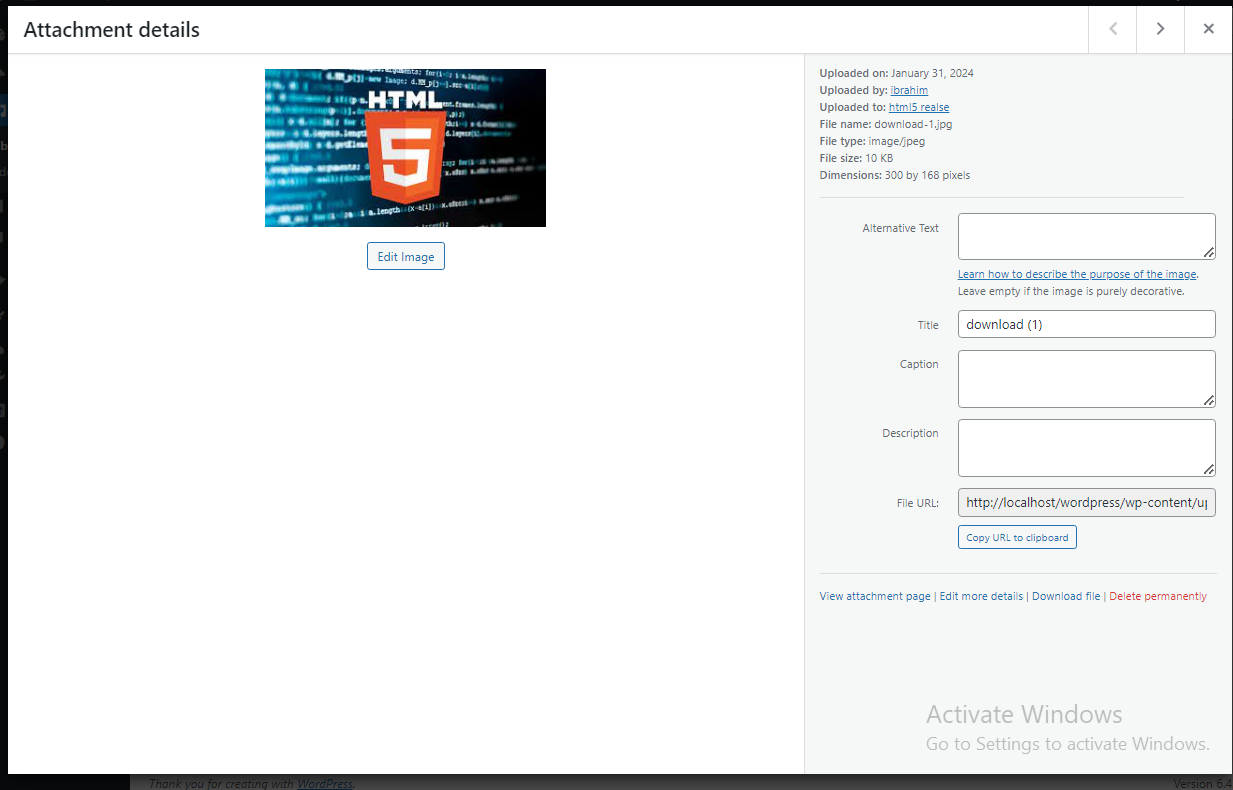 Attachment details
HTML
5
Edit Image
Uploaded on: January 31, 2024
Uploaded by: ibrahim
Uploaded to: html5 realse
File name: download-1.jpg
File type: image/jpeg
File size: 10 KB
Dimensions: 300 by 168 pixels
Alternative Text
Learn how to describe the purpose of the image.
Leave empty if the image is purely decorative.
Title
download (1)
Caption
Description
File URL:
http://localhost/wordpress/wp-content/up
Copy URL to clipboard
View attachment page | Edit more details | Download file | Delete permanently
Activate Windows
Go to Settings to activate Windows.
Thank you for creating with WordPress.
Version 6.4